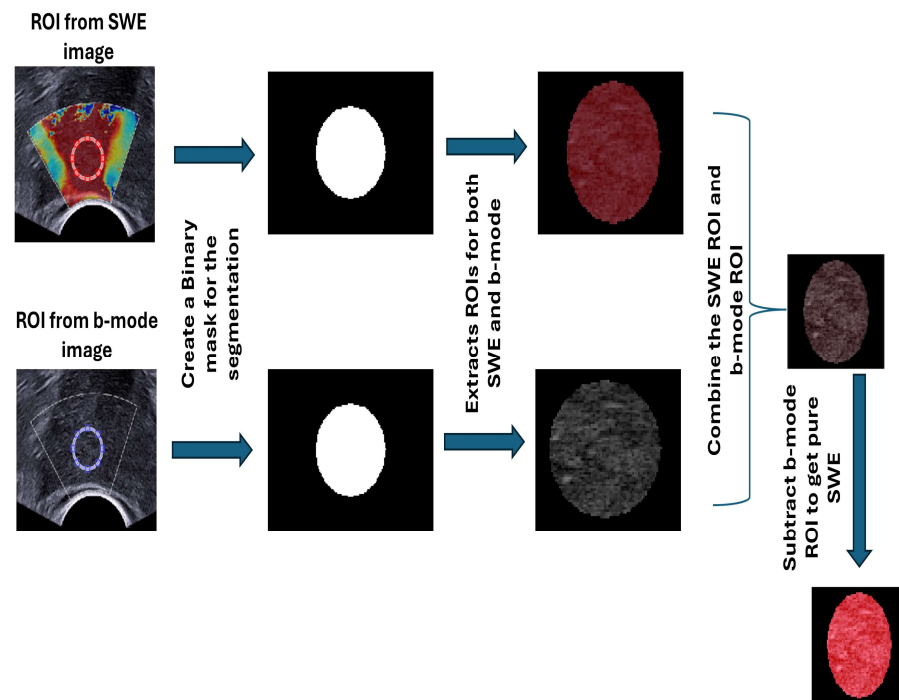 ROI from SWE
image
Create a Binary
mask for the
segmentation
Extracts ROIs for both
SWE and b-mode
Combine the SWE ROI and
b-mode ROI
ROI from b-mode
image
Subtract b-mode
ROI to get pure
SWE